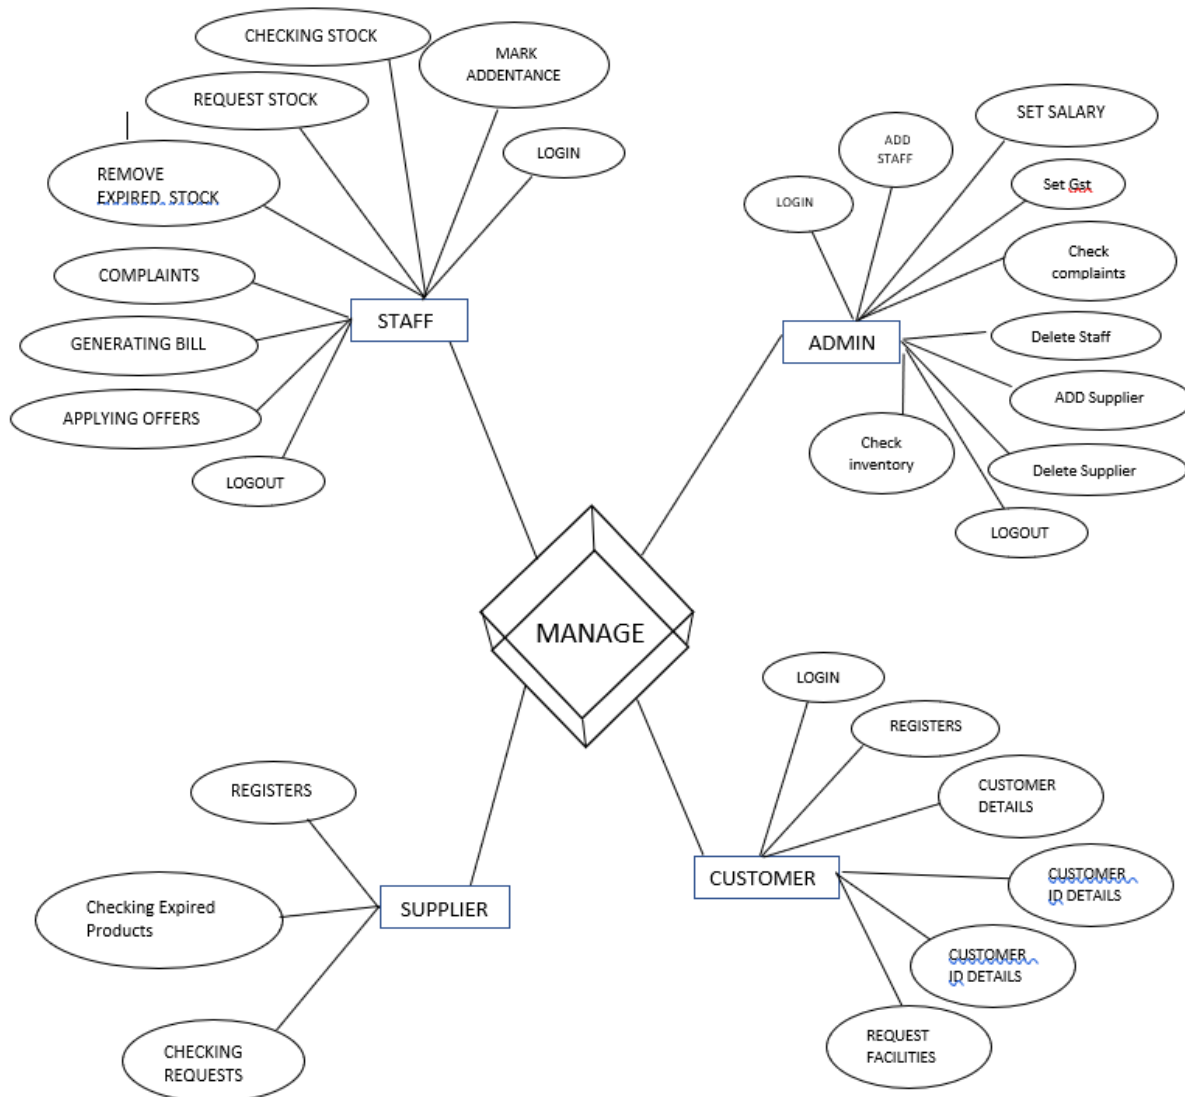 CHECKING STOCK
MARK
ADDENTANCE
REQUEST STOCK
LOGIN
REMOVE
EXPIRED STOCK
COMPLAINTS
GENERATING BILL
APPLYING OFFERS
LOGOUT
STAFF
SET SALARY
ADD
STAFF
Set Gst
LOGIN
Check
complaints
Delete Staff
ADD Supplier
Delete Supplier
LOGOUT
Check
inventory
ADMIN
MANAGE
REGISTERS
Checking Expired
Products
CHECKING
REQUESTS
SUPPLIER
LOGIN
REGISTERS
CUSTOMER
DETAILS
CUSTOMER
ID DETAILS
CUSTOMER
ID DETAILS
REQUEST
FACILITIES
CUSTOMER